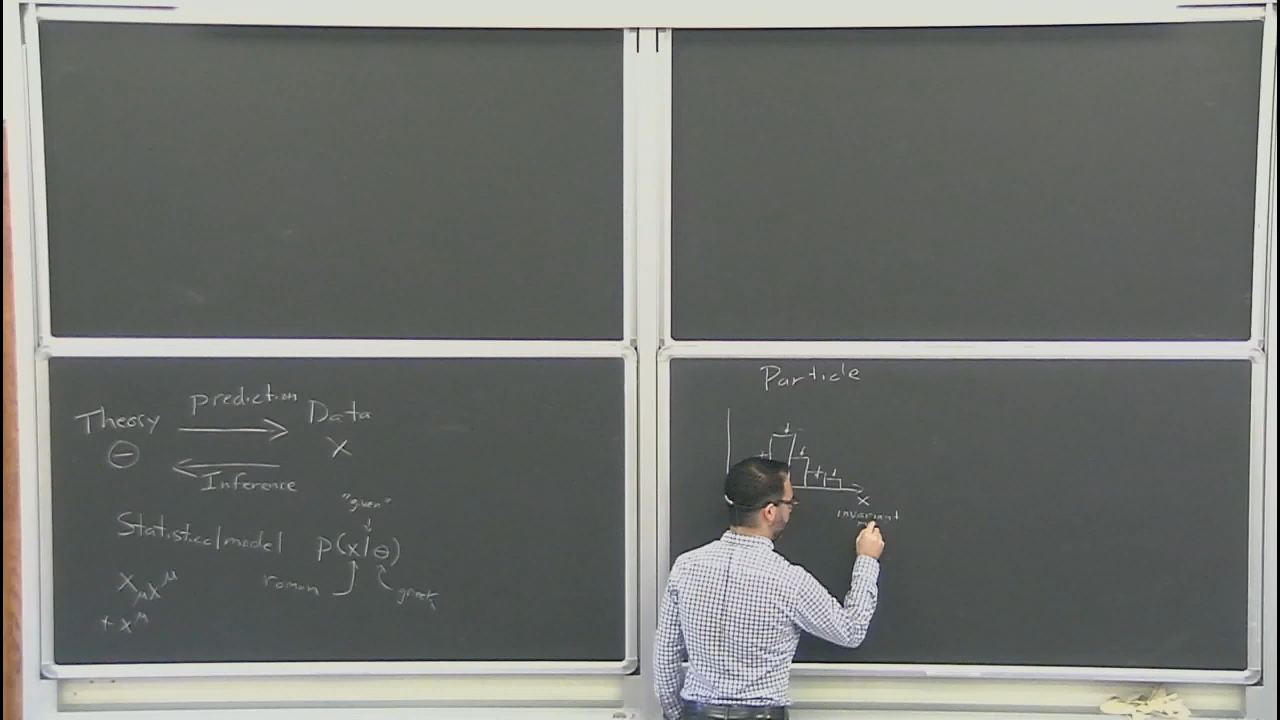 prediction
Theory Data
Θ X
Inference
"given"
Statistical model p(x|θ)
roman greek
X_μ X^μ
+ x^μ
Particle
X
invariant